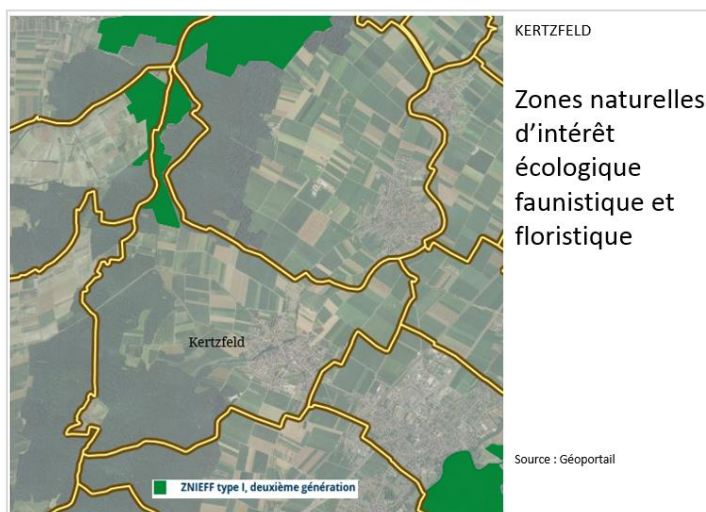 KERTZFELD
Zones naturelles
d’intérêt
écologique
faunistique et
floristique
Kertzfeld
Source : Géoportail
ZNIEFF type I, deuxième génération